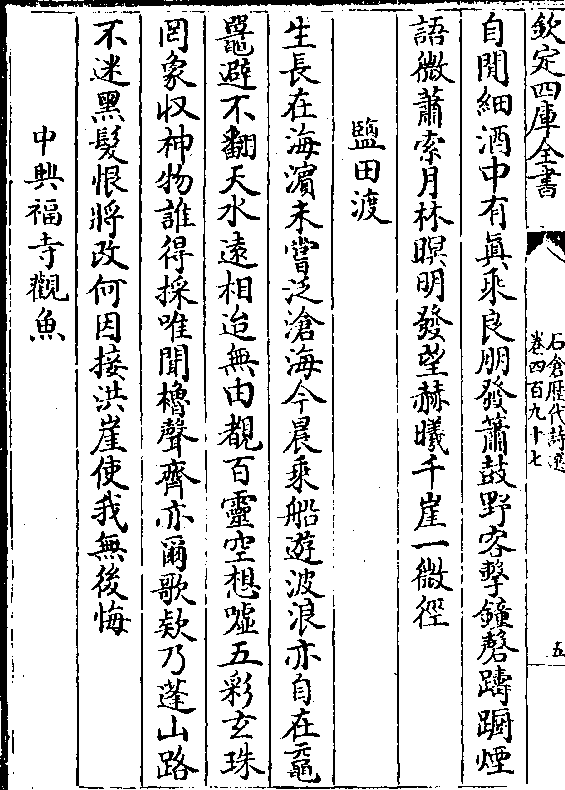 欽定四庫全書
石倉歷代詩選
卷四百九十七
五
自閒細酒中有眞乘良朋發簫鼓野客擊鐘磬躊躕煙
語微蕭索月林暝明發望赫曦千崖一微徑
鹽田渡
生長在海濵未嘗泛滄海今晨乘船遊波浪亦自在黿
鼉避不翻天水遠相迨無由覩百靈空想嘘五彩玄珠
罔象収神物誰得採唯聞櫓聲齊亦爾歌欸乃蓬山路
不迷黑髮恨將改何因接洪崖使我無後悔
中興福寺觀魚